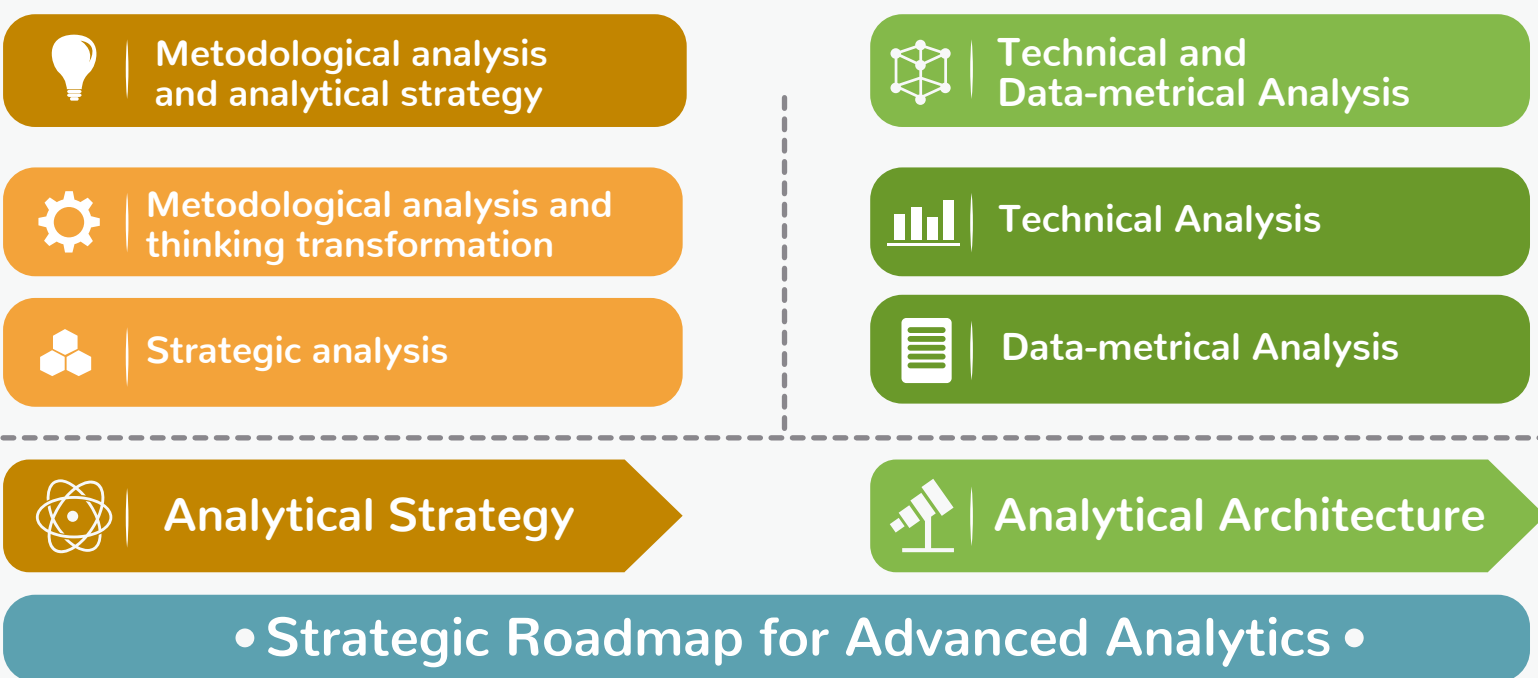 Metodological analysis
and analytical strategy
Metodological analysis and
thinking transformation
Strategic analysis
Technical and
Data-metrical Analysis
Technical Analysis
Data-metrical Analysis
Analytical Strategy
Analytical Architecture
• Strategic Roadmap for Advanced Analytics •